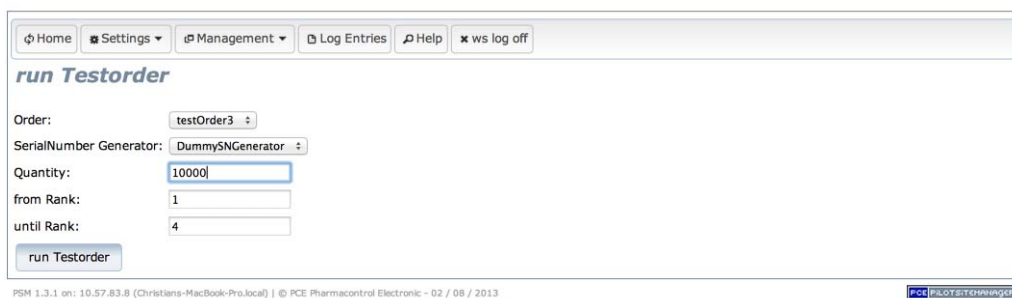 Home Settings Management Log Entries Help ws log off
run Testorder
Order: testOrder3
SerialNumber Generator: DummySNGenerator
Quantity: 10000
from Rank: 1
until Rank: 4
run Testorder
PSM 1.3.1 on: 10.57.83.8 (Christians-MacBook-Pro.local) | © PCE Pharmacontrol Electronic - 02 / 08 / 2013 PCE PILOTSITEMANAGER